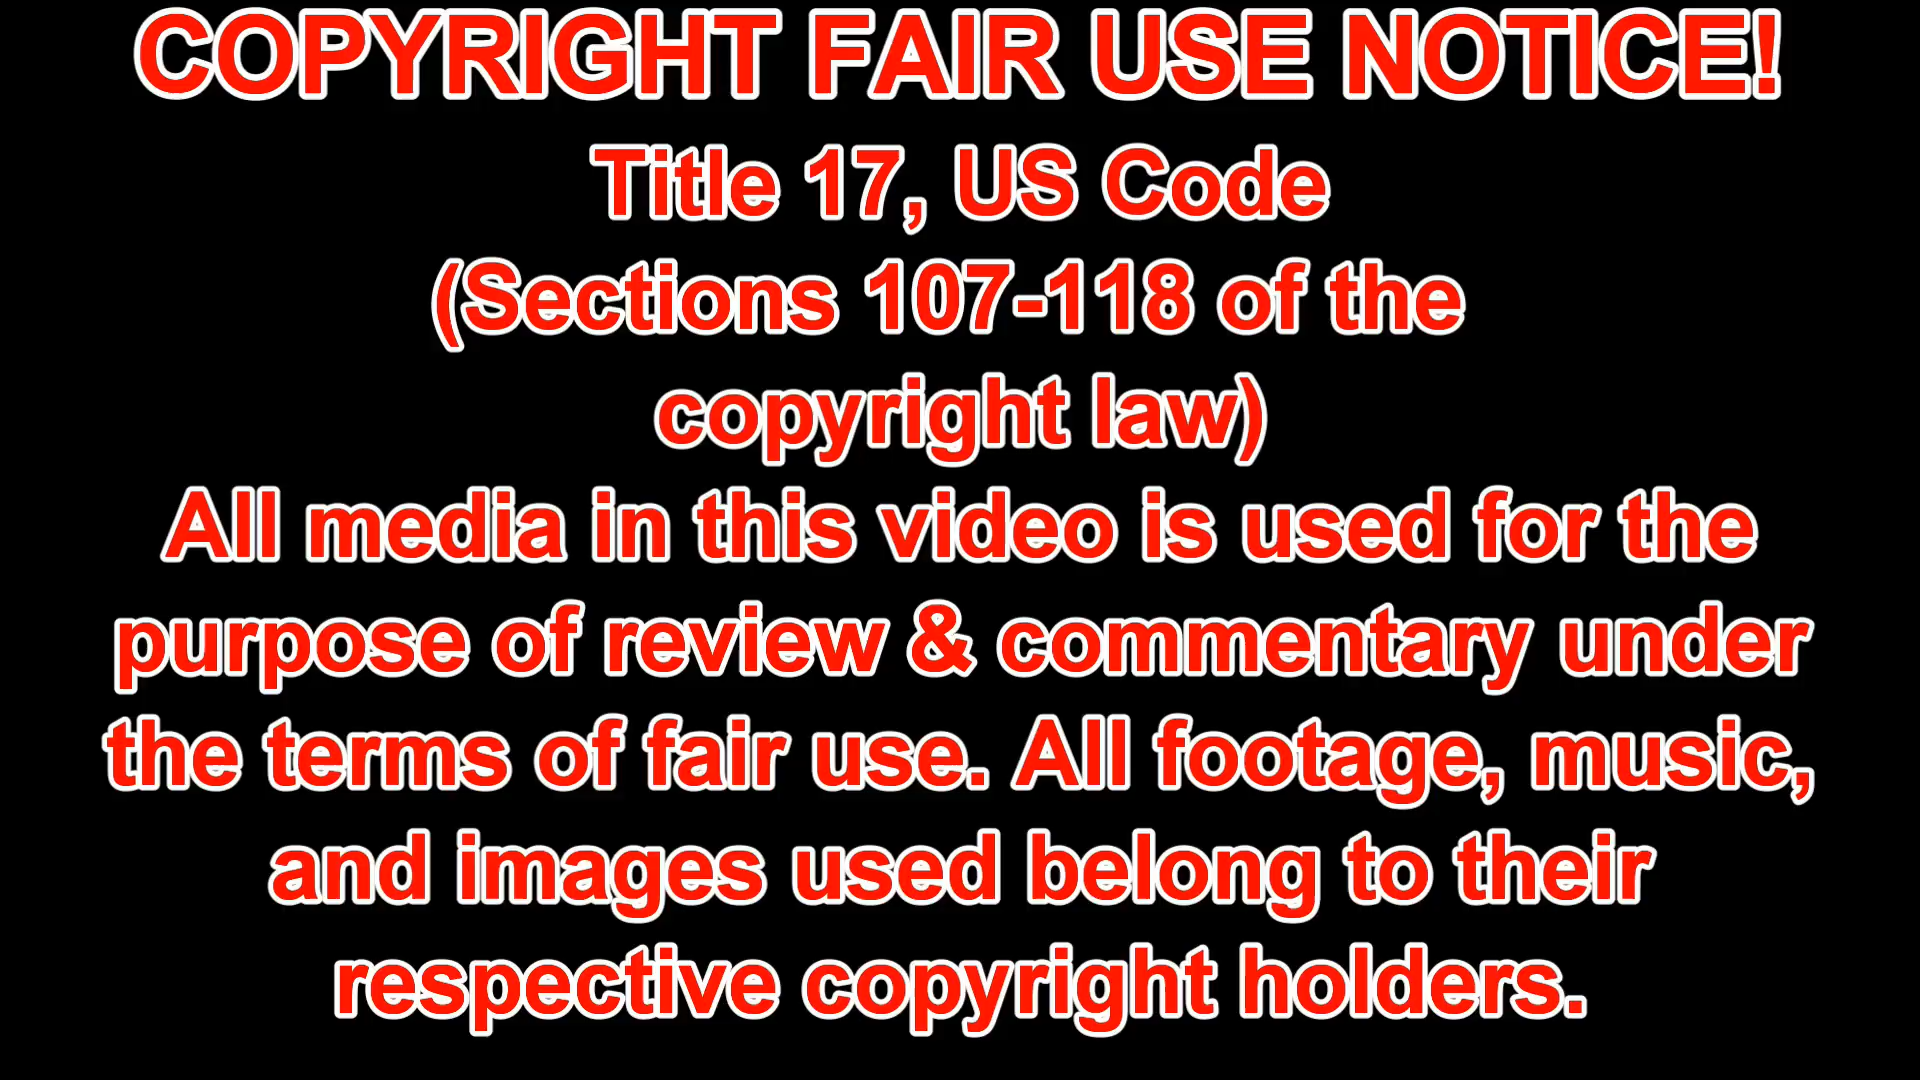 COPYRIGHT FAIR USE NOTICE!
Title 17, US Code
(Sections 107-118 of the
copyright law)
All media in this video is used for the
purpose of review & commentary under
the terms of fair use. All footage, music,
and images used belong to their
respective copyright holders.